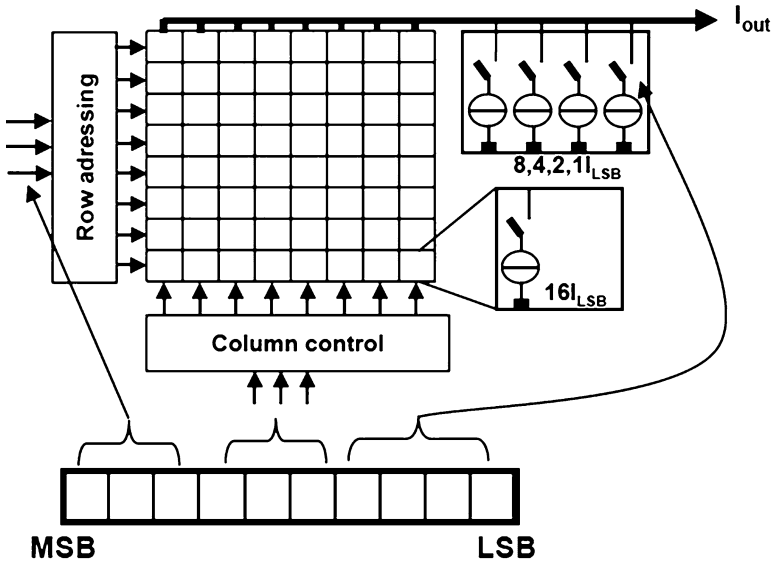 I_out
Row adressing
8,4,2,1I_LSB
16I_LSB
Column control
MSB
LSB